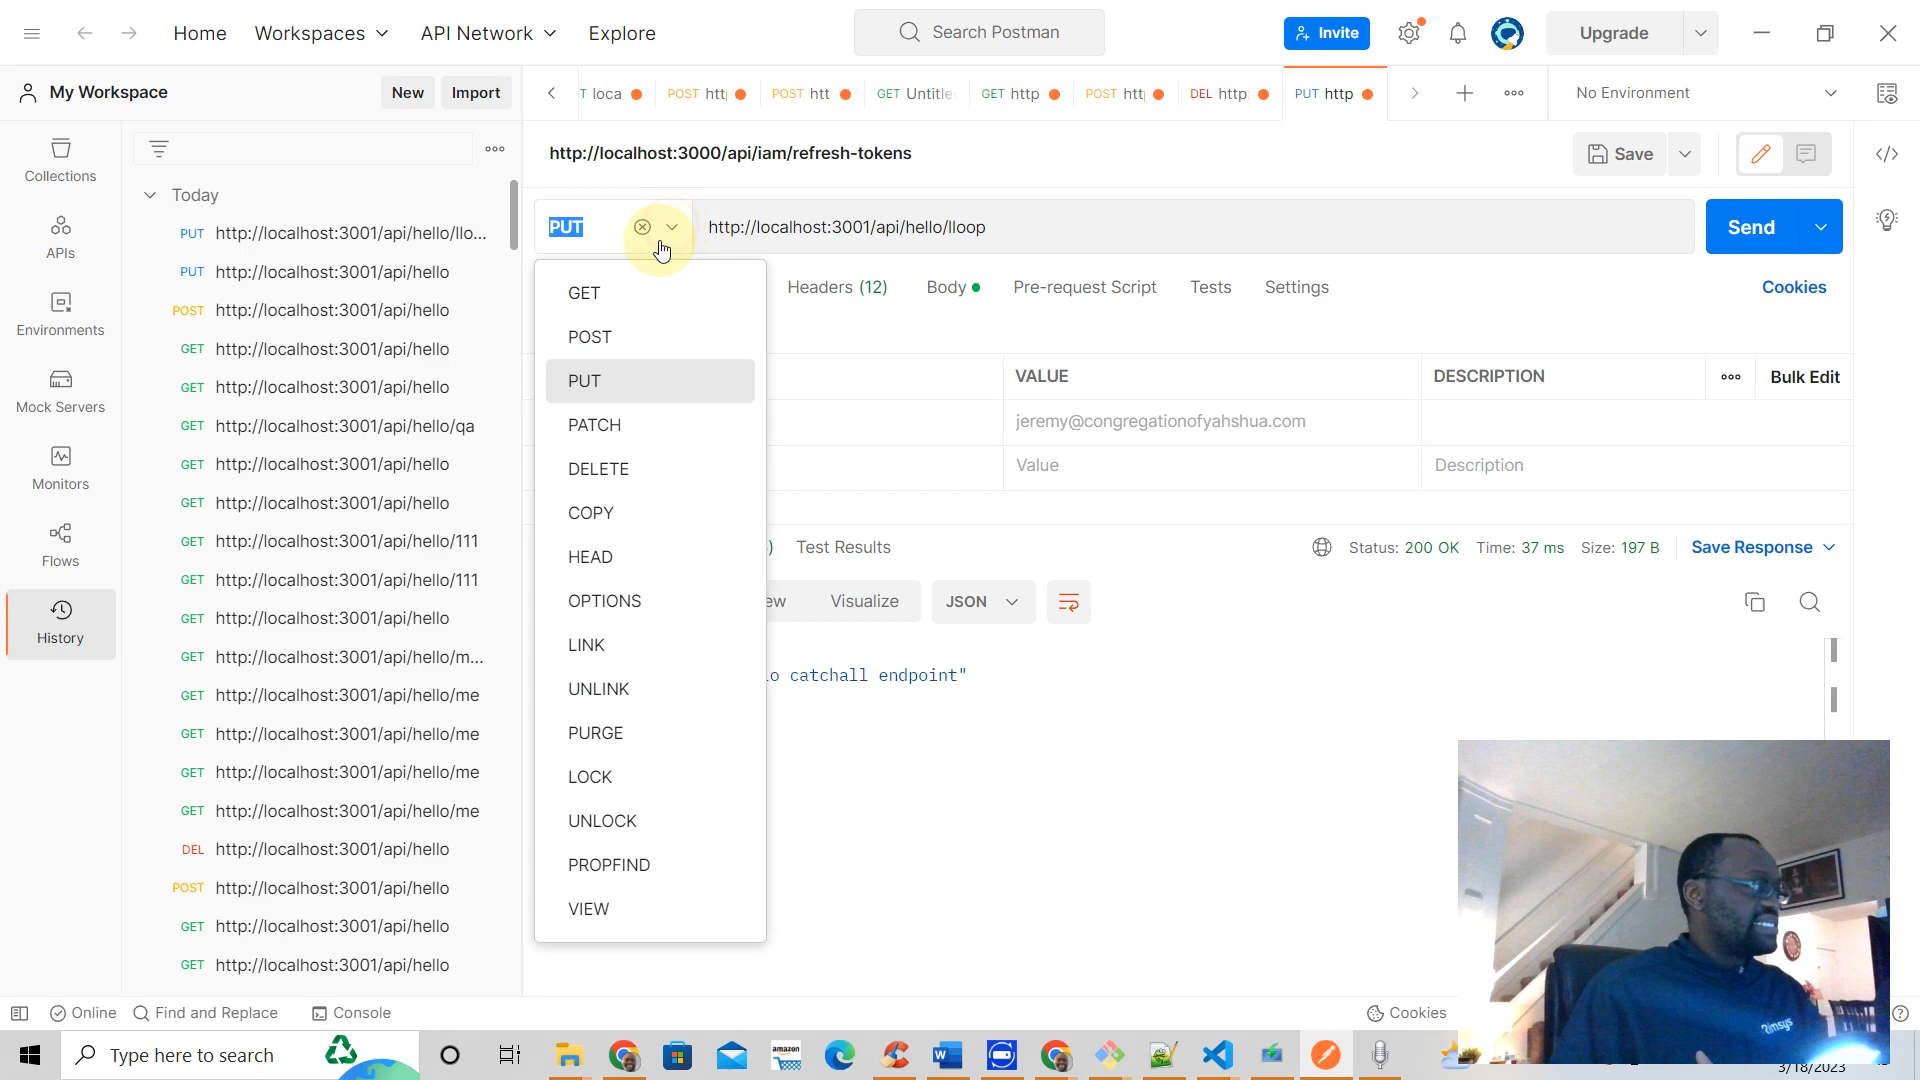 Home
Workspaces
API Network
Explore
Search Postman
Invite
Upgrade
My Workspace
New
Import
T loca
POST htt
POST htt
GET Untitle
GET http
POST htt
DEL http
PUT http
No Environment
Collections
APIs
Environments
Mock Servers
Monitors
Flows
History
Today
PUT http://localhost:3001/api/hello/llo...
PUT http://localhost:3001/api/hello
POST http://localhost:3001/api/hello
GET http://localhost:3001/api/hello
GET http://localhost:3001/api/hello
GET http://localhost:3001/api/hello/qa
GET http://localhost:3001/api/hello
GET http://localhost:3001/api/hello
GET http://localhost:3001/api/hello/111
GET http://localhost:3001/api/hello/111
GET http://localhost:3001/api/hello
GET http://localhost:3001/api/hello/m...
GET http://localhost:3001/api/hello/me
GET http://localhost:3001/api/hello/me
GET http://localhost:3001/api/hello/me
GET http://localhost:3001/api/hello/me
DEL http://localhost:3001/api/hello
POST http://localhost:3001/api/hello
GET http://localhost:3001/api/hello
GET http://localhost:3001/api/hello
http://localhost:3000/api/iam/refresh-tokens
Save
PUT
http://localhost:3001/api/hello/lloop
Send
Headers (12)
Body
Pre-request Script
Tests
Settings
Cookies
GET
POST
PUT
PATCH
DELETE
COPY
HEAD
OPTIONS
LINK
UNLINK
PURGE
LOCK
UNLOCK
PROPFIND
VIEW
VALUE
DESCRIPTION
Bulk Edit
jeremy@congregationofyahshua.com
Value
Description
Test Results
Status: 200 OK
Time: 37 ms
Size: 197 B
Save Response
ew
Visualize
JSON
lo catchall endpoint"
Rimsys
Online
Find and Replace
Console
Cookies
Type here to search
amazon
3/18/2023